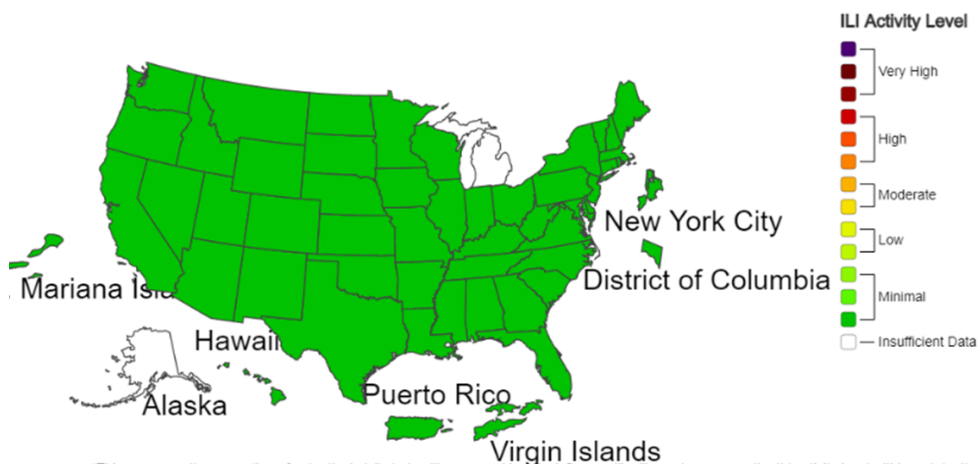 ILI Activity Level
Very High
High
Moderate
Low
Minimal
Insufficient Data
New York City
District of Columbia
Mariana Isla
Hawaii
Alaska
Puerto Rico
Virgin Islands